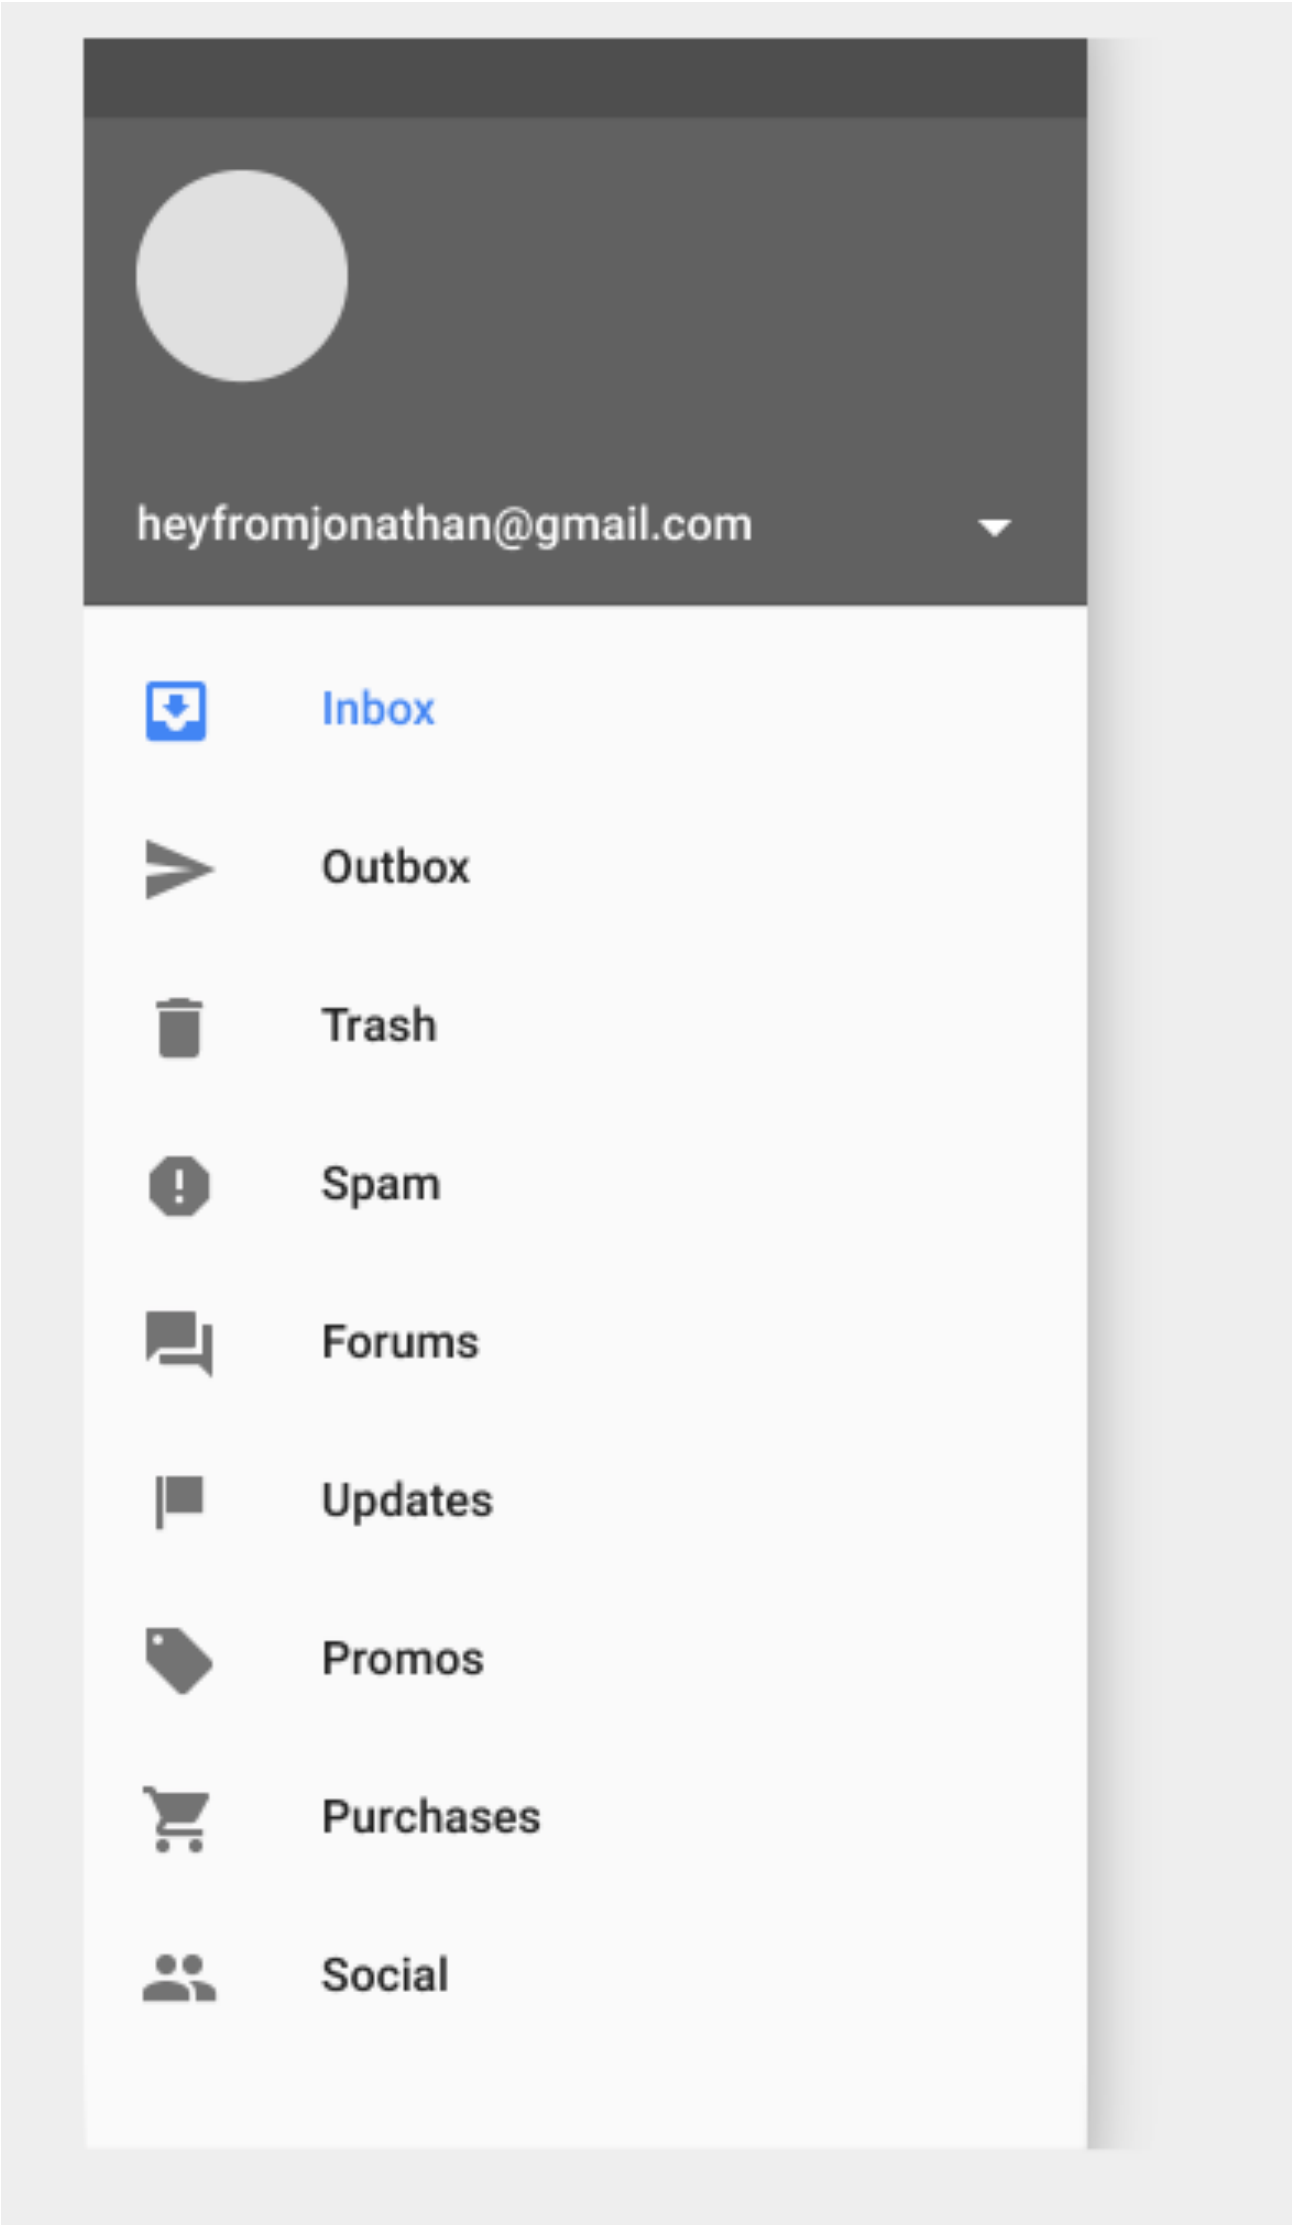 heyfromjonathan@gmail.com
Inbox
Outbox
Trash
Spam
Forums
Updates
Promos
Purchases
Social